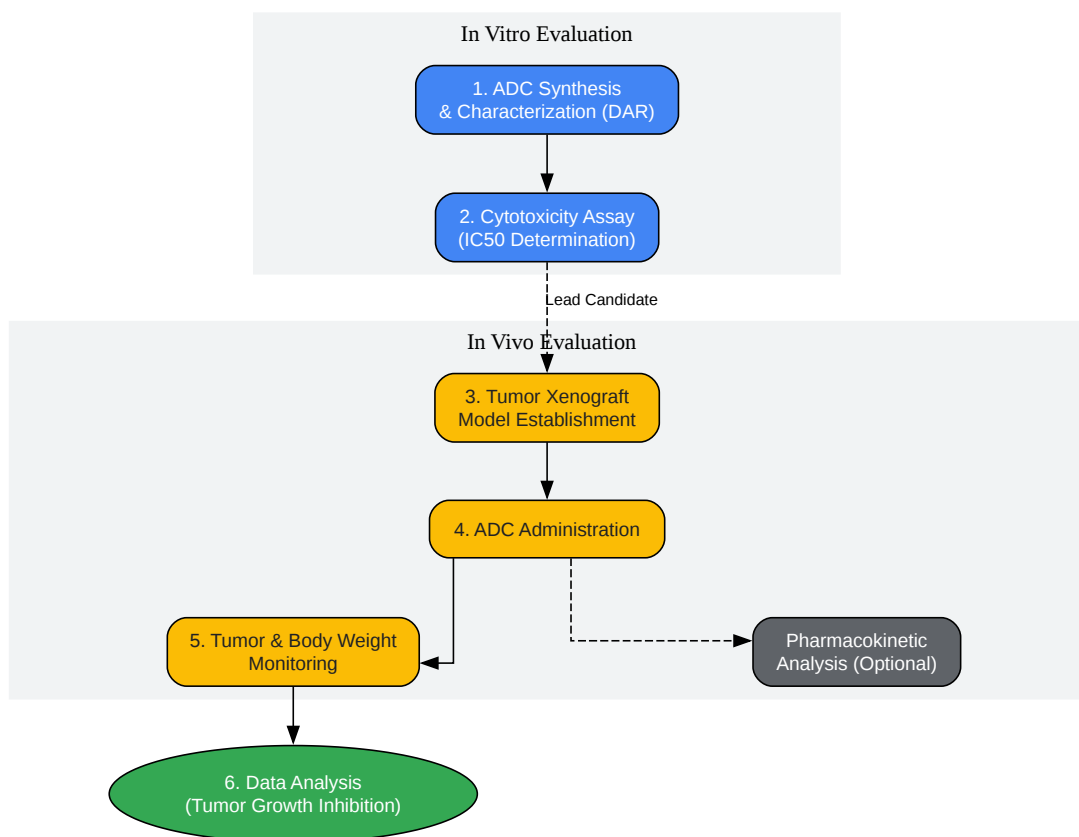 In Vitro Evaluation
1. ADC Synthesis
& Characterization (DAR)
2. Cytotoxicity Assay
(IC50 Determination)
Lead Candidate
In Vivo Evaluation
3. Tumor Xenograft
Model Establishment
4. ADC Administration
5. Tumor & Body Weight
Monitoring
Pharmacokinetic
Analysis (Optional)
6. Data Analysis
(Tumor Growth Inhibition)